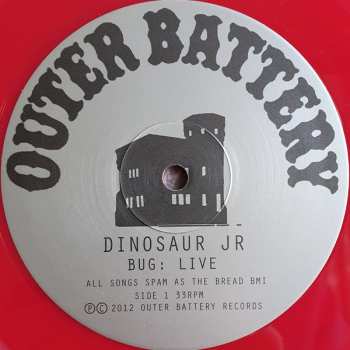 OUTER BATTERY
DINOSAUR JR
BUG: LIVE
ALL SONGS SPAM AS THE BREAD BMI
SIDE 1 33RPM
Ⓟ© 2012 OUTER BATTERY RECORDS